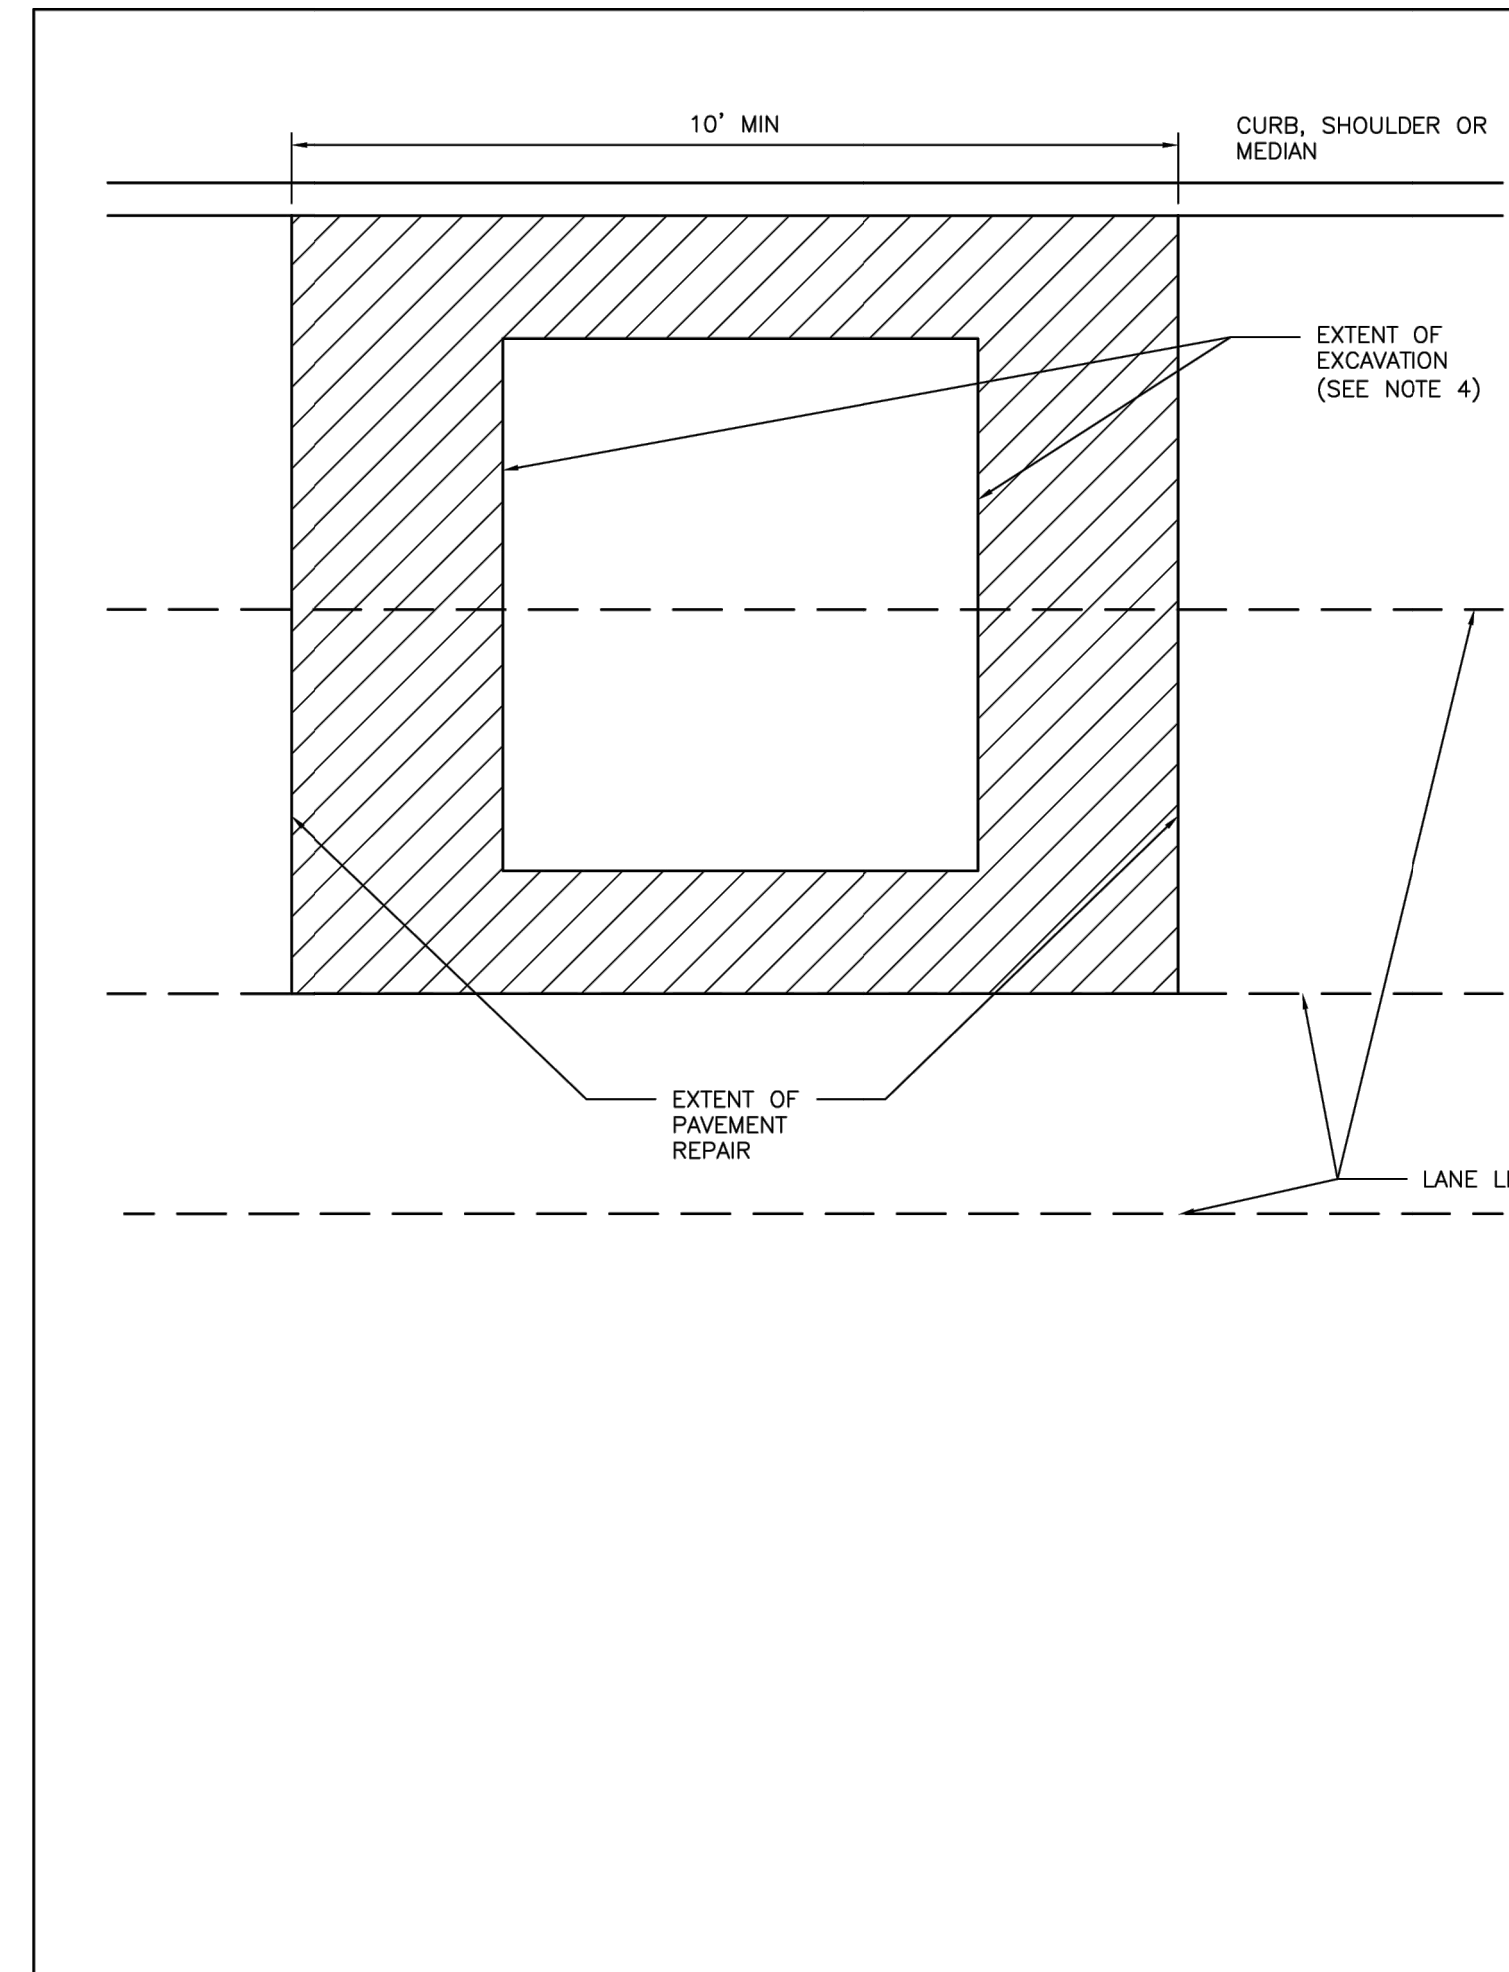 10' MIN
CURB, SHOULDER OR
MEDIAN
EXTENT OF
EXCAVATION
(SEE NOTE 4)
EXTENT OF
PAVEMENT
REPAIR
LANE